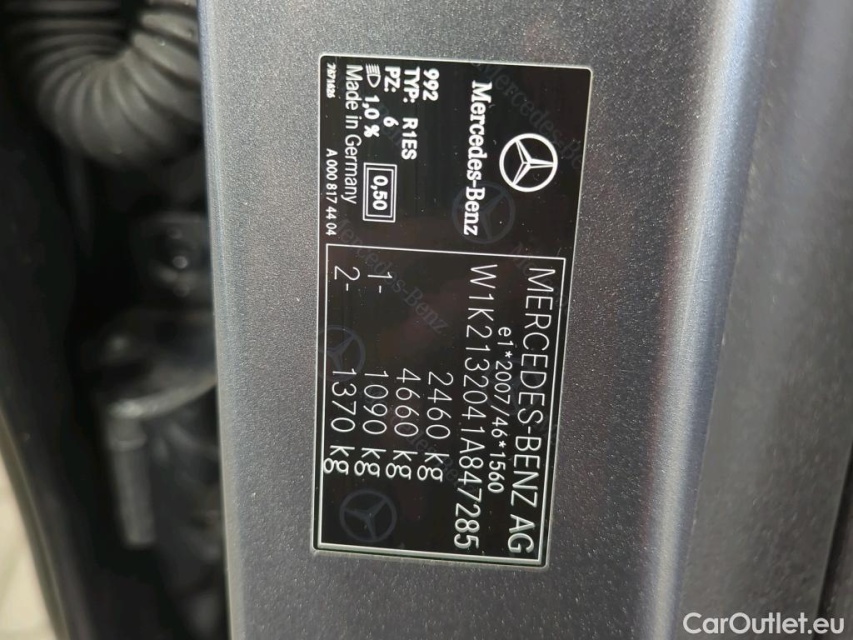 Mercedes-Benz
992
TYP: R1ES
PZ: 6
1,0 %
0,50
Made in Germany
7871626 A 000 817 44 04
MERCEDES-BENZ AG
e1*2007/46*1560
W1K2132041A847285
2460 kg
4660 kg
1- 1090 kg
2- 1370 kg
CarOutlet.eu